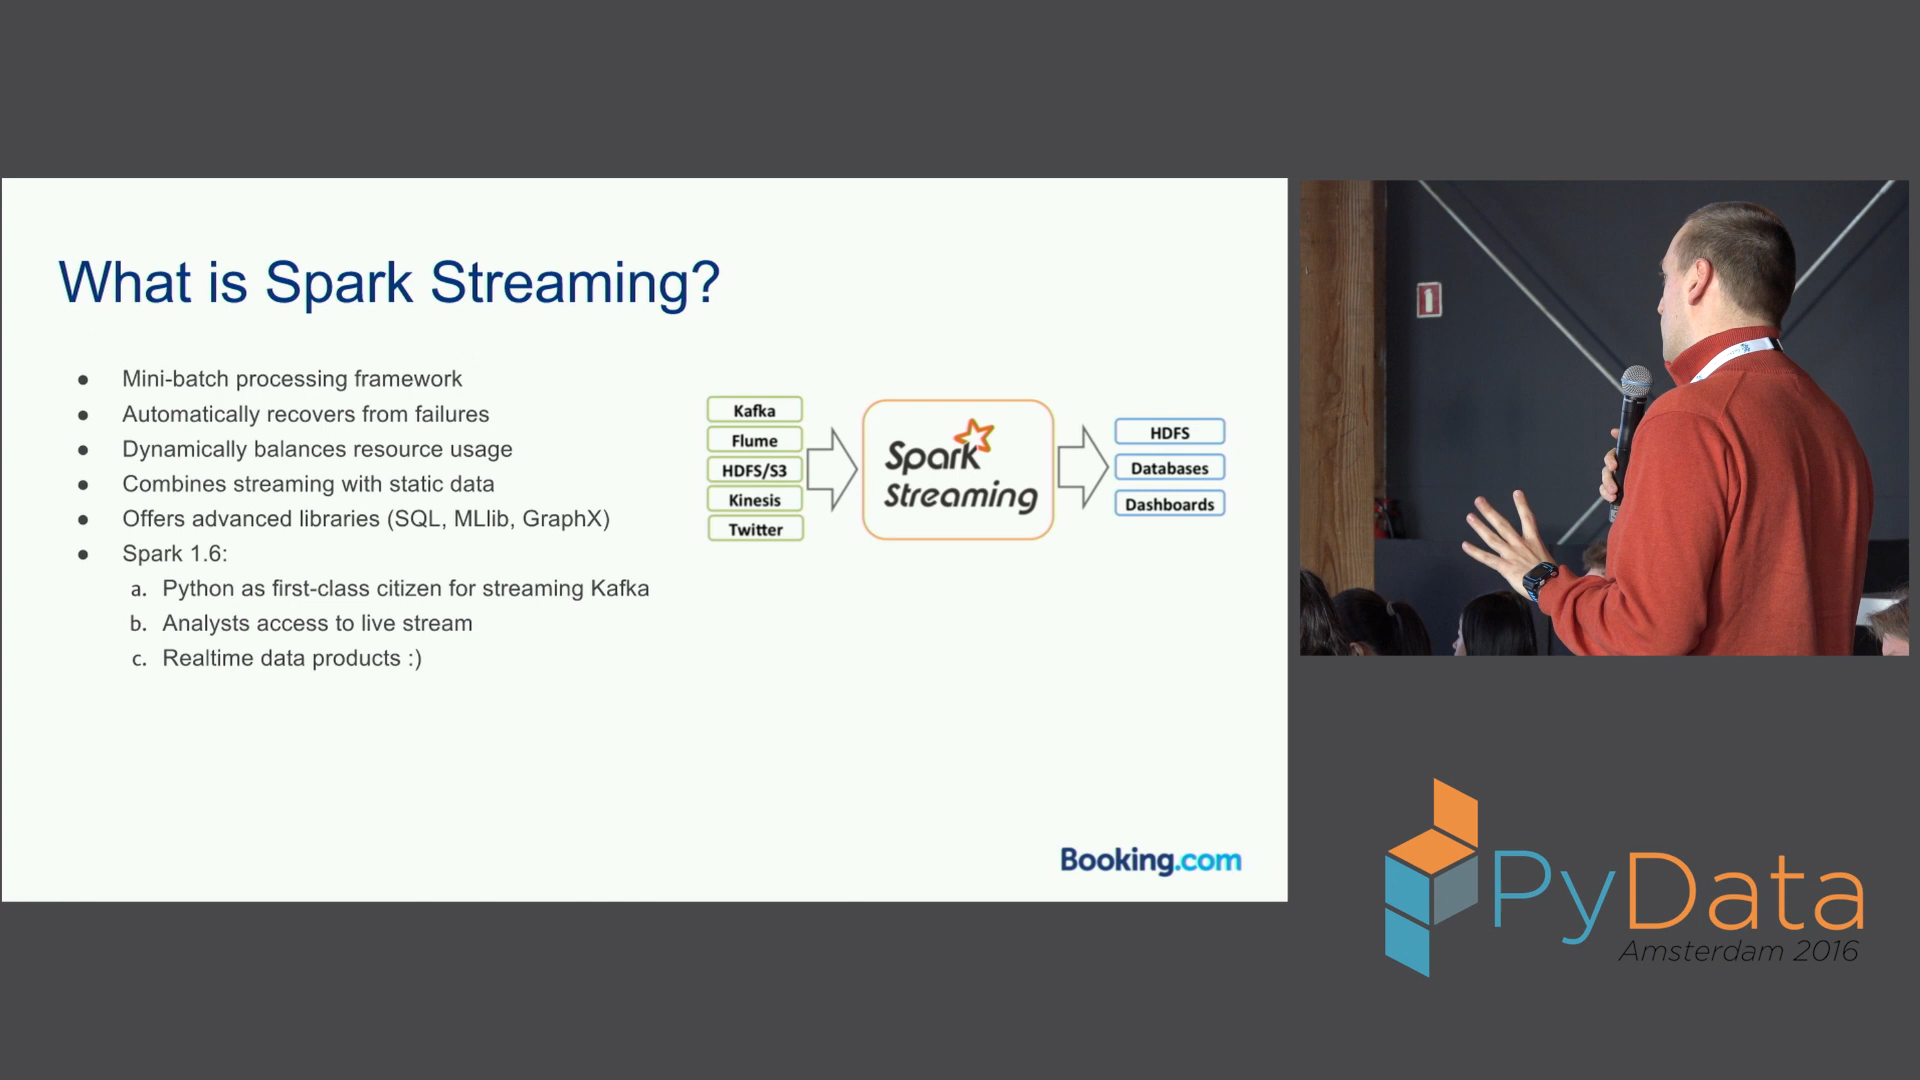 What is Spark Streaming?
● Mini-batch processing framework
● Automatically recovers from failures
● Dynamically balances resource usage
● Combines streaming with static data
● Offers advanced libraries (SQL, MLlib, GraphX)
● Spark 1.6:
a. Python as first-class citizen for streaming Kafka
b. Analysts access to live stream
c. Realtime data products :)
Kafka
Flume
HDFS/S3
Kinesis
Twitter
Spark
Streaming
HDFS
Databases
Dashboards
Booking.com
PyData
Amsterdam 2016